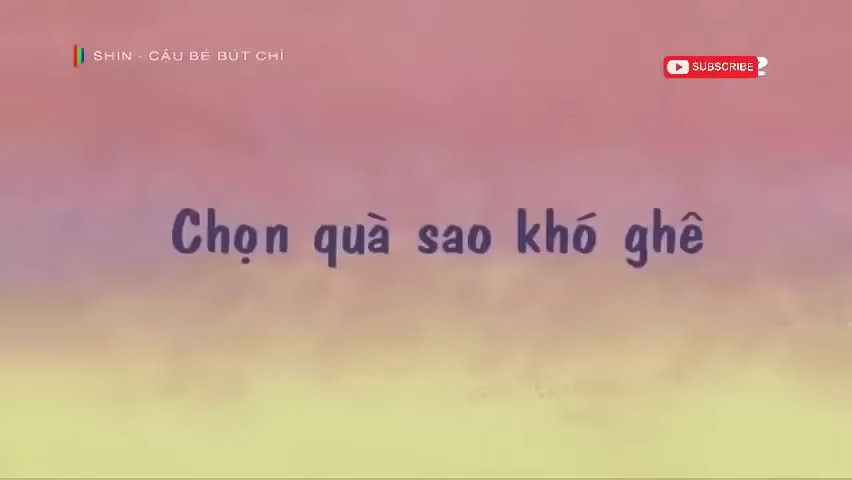 SHIN - CẬU BÉ BÚT CHÌ
SUBSCRIBE
Chọn quà sao khó ghê